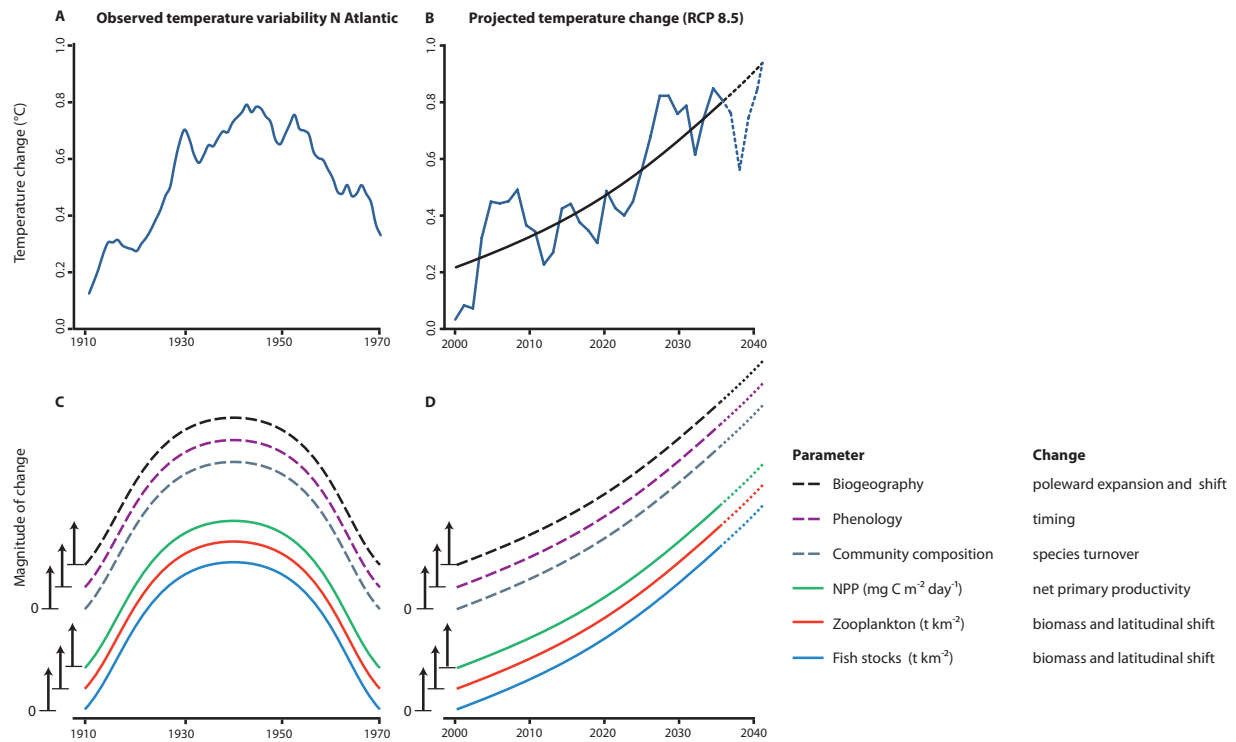 A Observed temperature variability N Atlantic
B Projected temperature change (RCP 8.5)
Temperature change (°C)
1.0
0.8
0.6
0.4
0.2
0.0
1910 1930 1950 1970
1.0
0.8
0.6
0.4
0.2
0.0
2000 2010 2020 2030 2040
C
D
Magnitude of change
0
0
1910 1930 1950 1970
0
0
2000 2010 2020 2030 2040
Parameter Change
Biogeography poleward expansion and shift
Phenology timing
Community composition species turnover
NPP (mg C m⁻² day⁻¹) net primary productivity
Zooplankton (t km⁻²) biomass and latitudinal shift
Fish stocks (t km⁻²) biomass and latitudinal shift